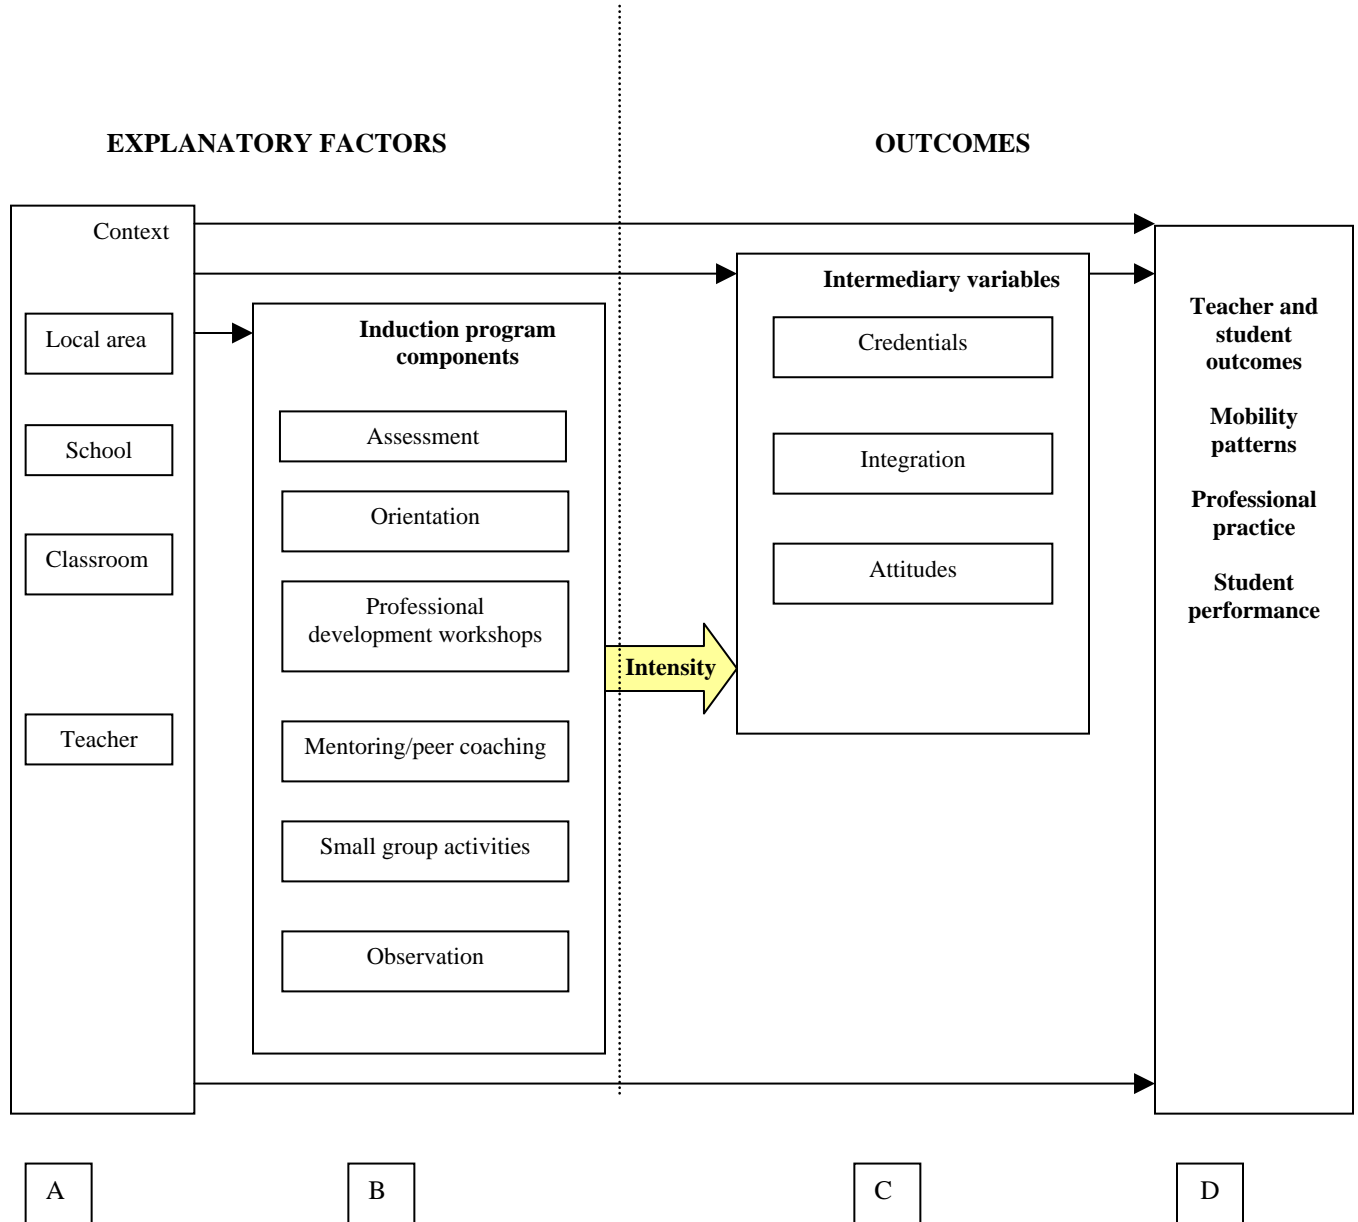 EXPLANATORY FACTORS
OUTCOMES
Context
Local area
School
Classroom
Teacher
Induction program
components
Assessment
Orientation
Professional
development workshops
Mentoring/peer coaching
Small group activities
Observation
Intensity
Intermediary variables
Credentials
Integration
Attitudes
Teacher and
student
outcomes
Mobility
patterns
Professional
practice
Student
performance
A
B
C
D